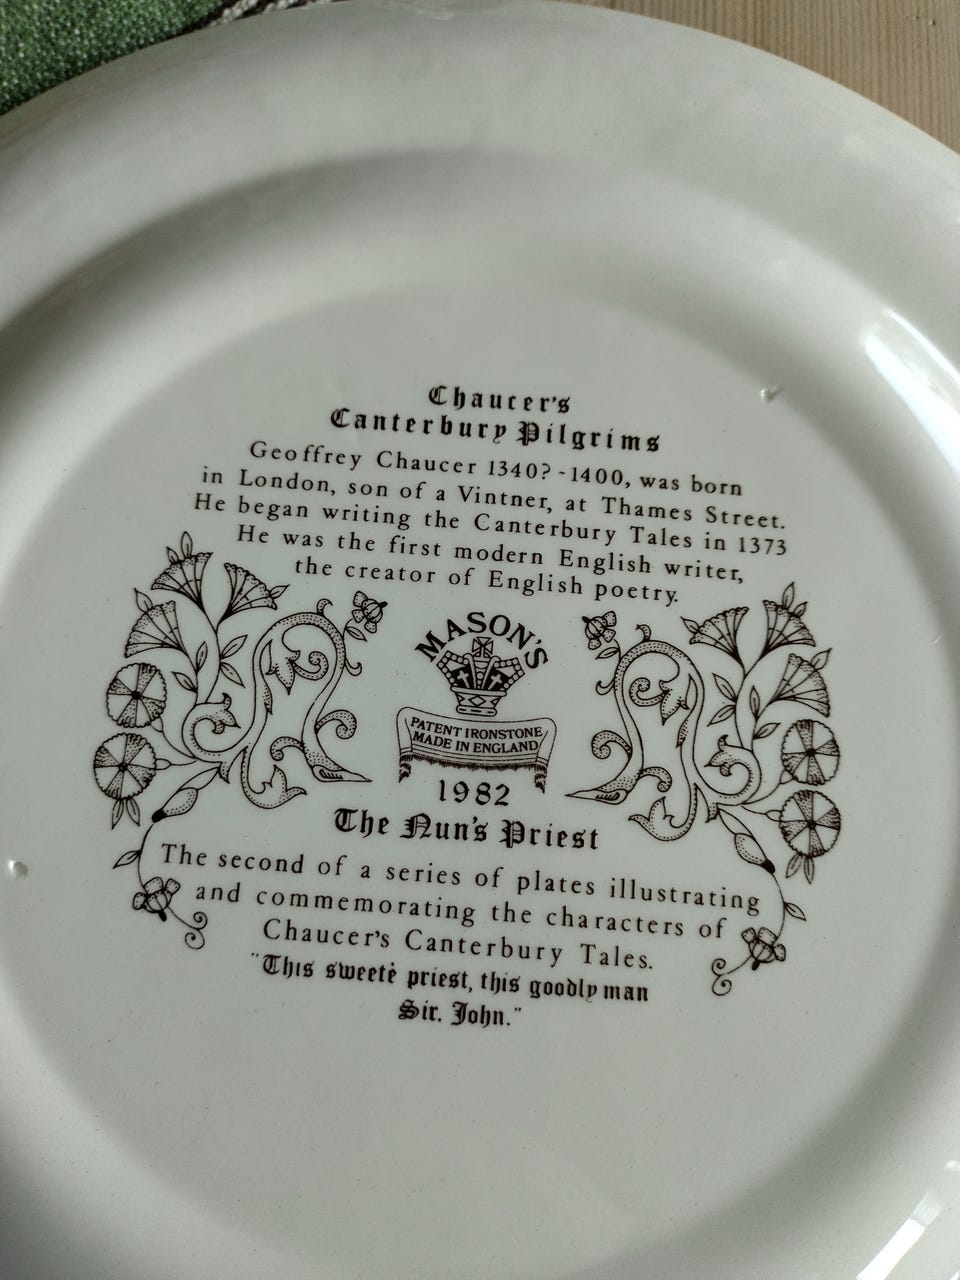 Chaucer's
Canterbury Pilgrims
Geoffrey Chaucer 1340? - 1400, was born
in London, son of a Vintner, at Thames Street.
He began writing the Canterbury Tales in 1373
He was the first modern English writer,
the creator of English poetry.
MASON'S
PATENT IRONSTONE
MADE IN ENGLAND
1982
The Nun's Priest
The second of a series of plates illustrating
and commemorating the characters of
Chaucer's Canterbury Tales.
"This sweetè priest, this goodly man
Sir. John."